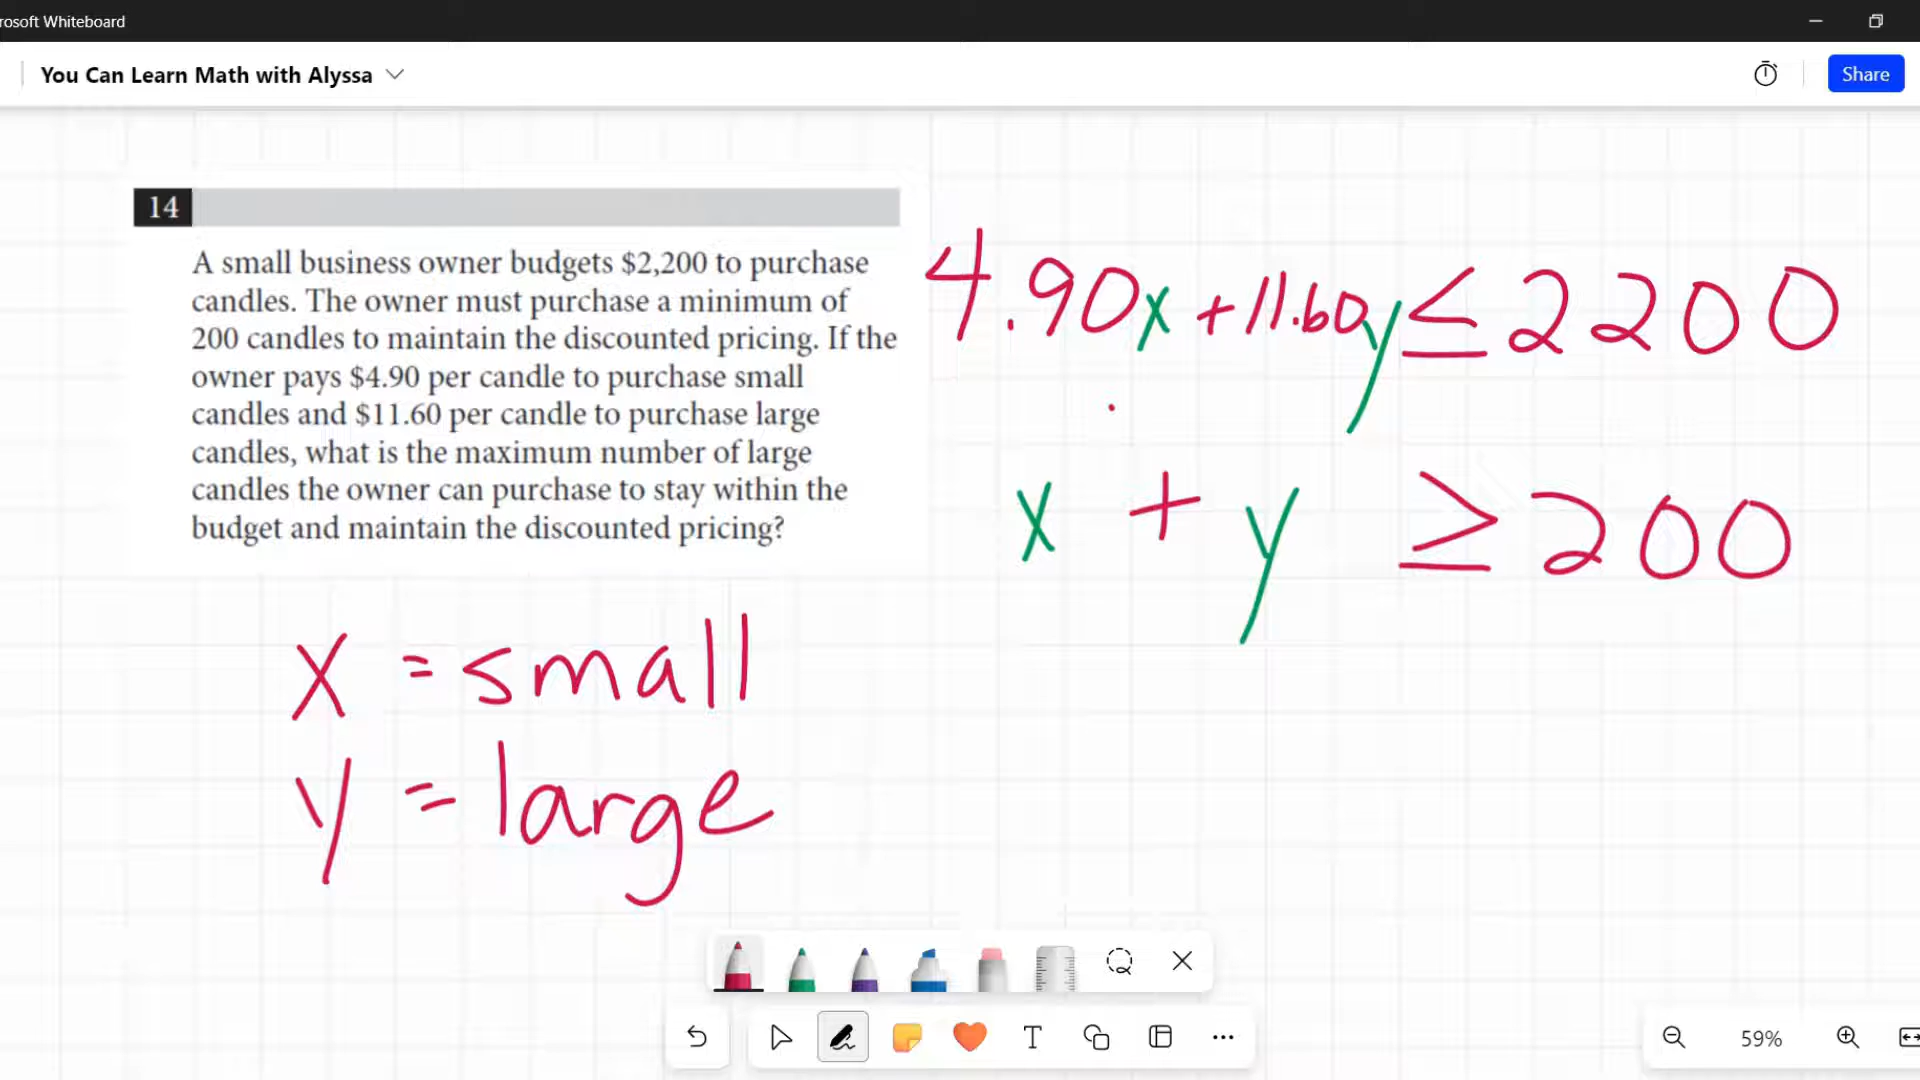 rosoft Whiteboard
You Can Learn Math with Alyssa
Share
14
A small business owner budgets $2,200 to purchase
candles. The owner must purchase a minimum of
200 candles to maintain the discounted pricing. If the
owner pays $4.90 per candle to purchase small
candles and $11.60 per candle to purchase large
candles, what is the maximum number of large
candles the owner can purchase to stay within the
budget and maintain the discounted pricing?
4.90x + 11.60y ≤ 2200
x + y ≥ 200
x = small
y = large
59%